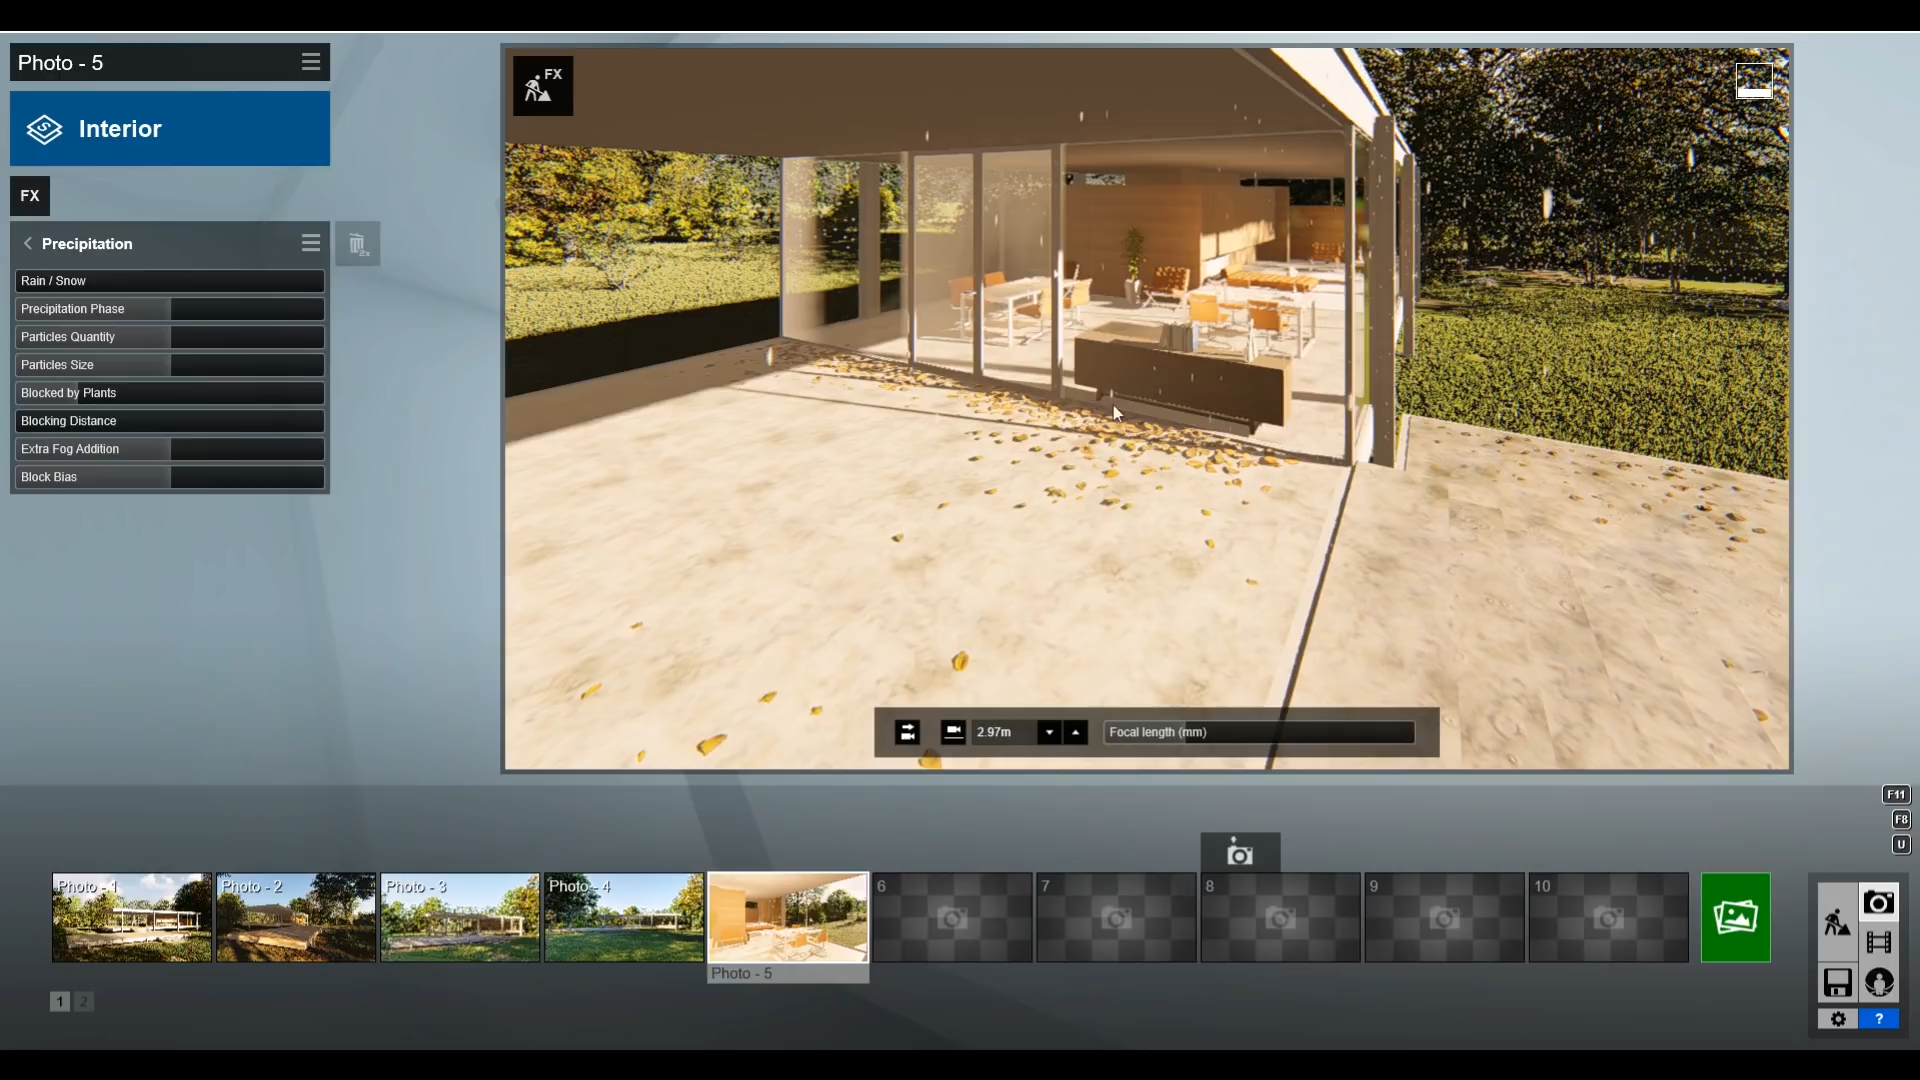 Photo - 5
Interior
FX
FX
Precipitation
2x
Rain / Snow
Precipitation Phase
Particles Quantity
Particles Size
Blocked by Plants
Blocking Distance
Extra Fog Addition
Block Bias
2.97m
Focal length (mm)
F11
F8
U
Photo - 1
Photo - 2
Photo - 3
Photo - 4
6
7
8
9
10
Photo - 5
1
2
?